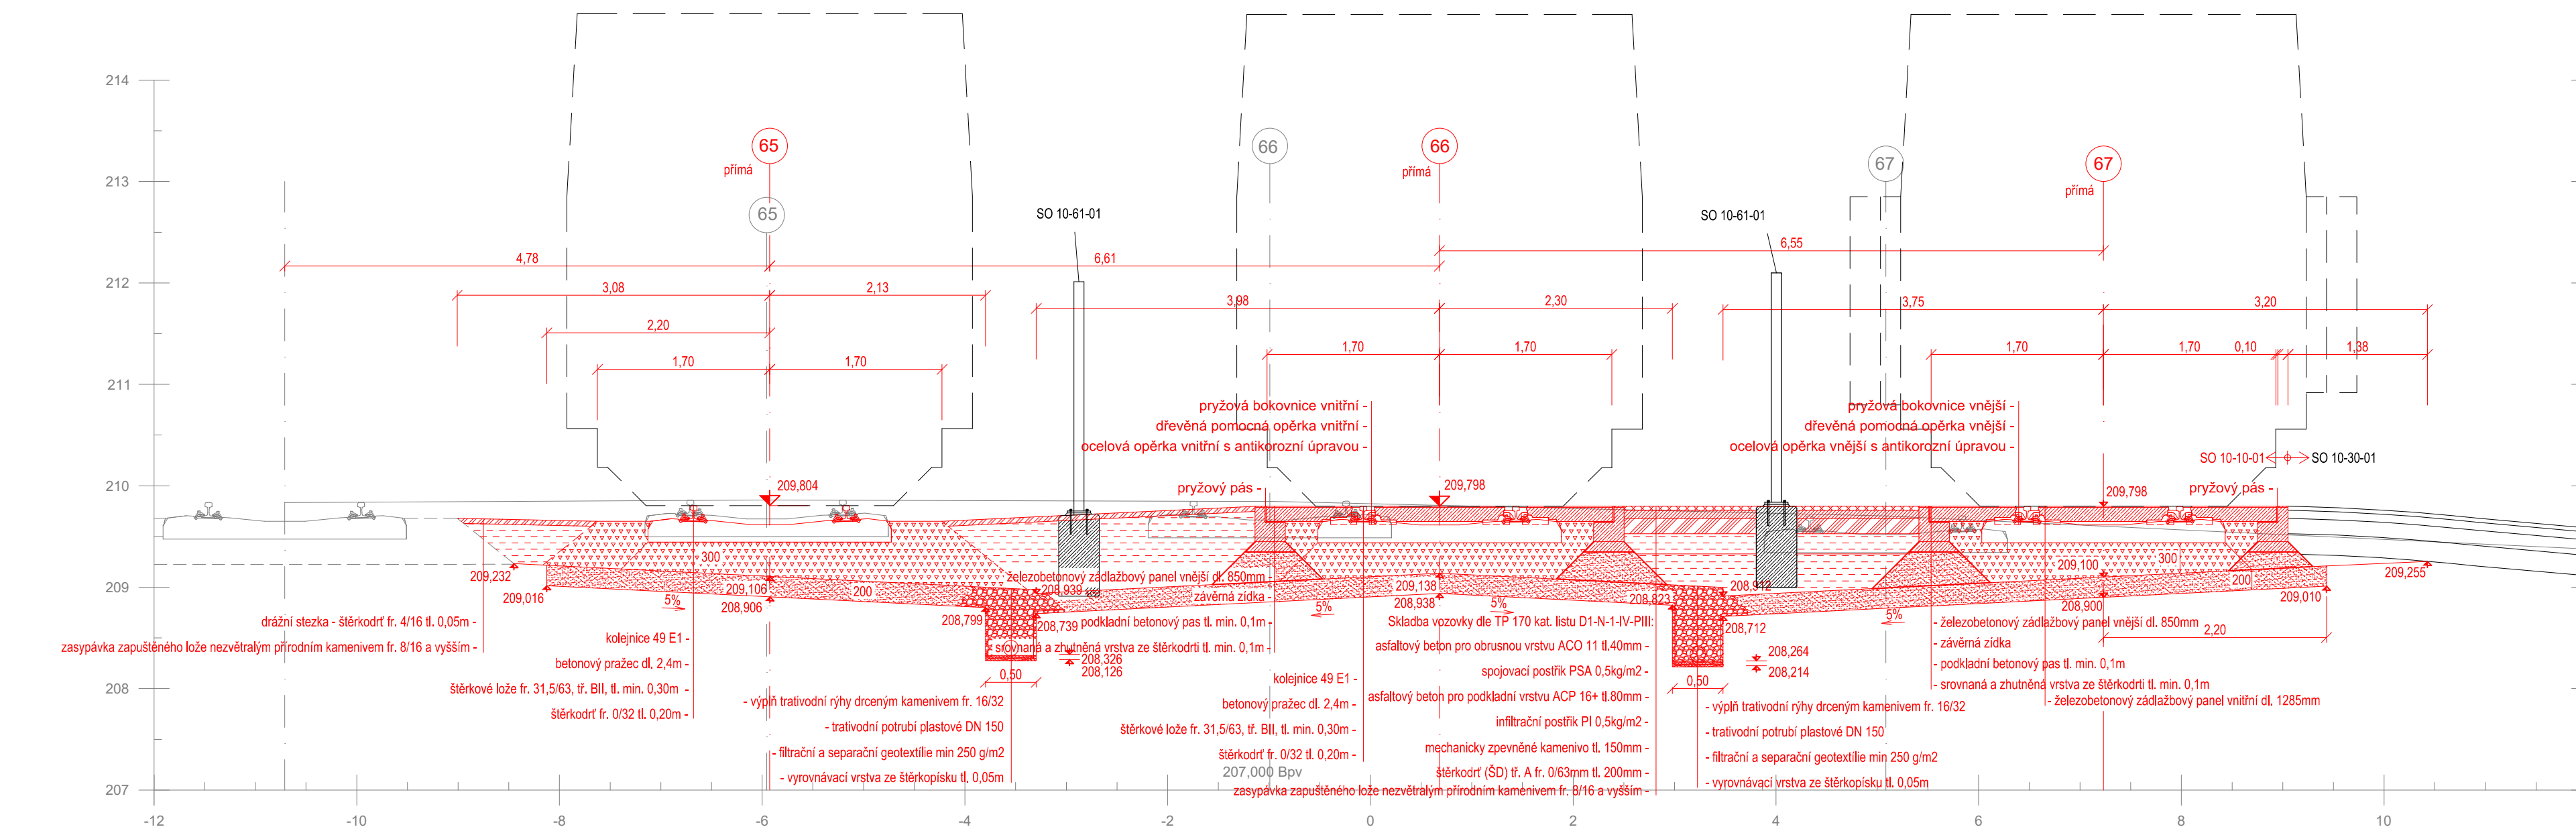 214
213
212
211
210
209
208
207
-12
-10
-8
-6
-4
-2
0
2
4
6
8
10
207,000 Bpv
65
přímá
65
66
66
přímá
67
67
přímá
SO 10-61-01
SO 10-61-01
4,78
6,61
6,55
3,08
2,13
3,98
2,30
3,75
3,20
2,20
1,70
1,70
1,70
1,70
1,70
1,70
0,10
1,38
pryžová bokovnice vnitřní -
dřevěná pomocná opěrka vnitřní -
ocelová opěrka vnitřní s antikorozní úpravou -
pryžový pás -
pryžová bokovnice vnější -
dřevěná pomocná opěrka vnější -
ocelová opěrka vnější s antikorozní úpravou -
SO 10-10-01
SO 10-30-01
pryžový pás -
209,804
209,798
209,798
300
300
200
200
209,232
209,016
209,106
208,906
5%
208,799
208,939
208,739
208,326
208,126
0,50
209,138
208,938
5%
5%
208,823
208,912
208,712
208,264
208,214
0,50
5%
209,100
208,900
209,010
209,255
2,20
drážní stezka - štěrkodrť fr. 4/16 tl. 0,05m -
zasypávka zapuštěného lože nezvětralým přírodním kamenivem fr. 8/16 a vyšším -
kolejnice 49 E1 -
betonový pražec dl. 2,4m -
štěrkové lože fr. 31,5/63, tř. BII, tl. min. 0,30m -
štěrkodrť fr. 0/32 tl. 0,20m -
- výplň trativodní rýhy drceným kamenivem fr. 16/32
- trativodní potrubí plastové DN 150
- filtrační a separační geotextilie min 250 g/m2
- vyrovnávací vrstva ze štěrkopísku tl. 0,05m
železobetonový zádlažbový panel vnější dl. 850mm -
závěrná zídka -
podkladní betonový pas tl. min. 0,1m -
srovnaná a zhutněná vrstva ze štěrkodrti tl. min. 0,1m -
kolejnice 49 E1 -
betonový pražec dl. 2,4m -
štěrkové lože fr. 31,5/63, tř. BII, tl. min. 0,30m -
štěrkodrť fr. 0/32 tl. 0,20m -
Skladba vozovky dle TP 170 kat. listu D1-N-1-IV-PIII:
asfaltový beton pro obrusnou vrstvu ACO 11 tl.40mm -
spojovací postřik PSA 0,5kg/m2 -
asfaltový beton pro podkladní vrstvu ACP 16+ tl.80mm -
infiltrační postřik PI 0,5kg/m2 -
mechanicky zpevněné kamenivo tl. 150mm -
štěrkodrť (ŠD) tř. A fr. 0/63mm tl. 200mm -
zasypávka zapuštěného lože nezvětralým přírodním kamenivem fr. 8/16 a vyšším -
- výplň trativodní rýhy drceným kamenivem fr. 16/32
- trativodní potrubí plastové DN 150
- filtrační a separační geotextílie min 250 g/m2
- vyrovnávací vrstva ze štěrkopísku tl. 0,05m
- železobetonový zádlažbový panel vnější dl. 850mm
- závěrná zídka
- podkladní betonový pas tl. min. 0,1m
- srovnaná a zhutněná vrstva ze štěrkodrti tl. min. 0,1m
- železobetonový zádlažbový panel vnitřní dl. 1285mm